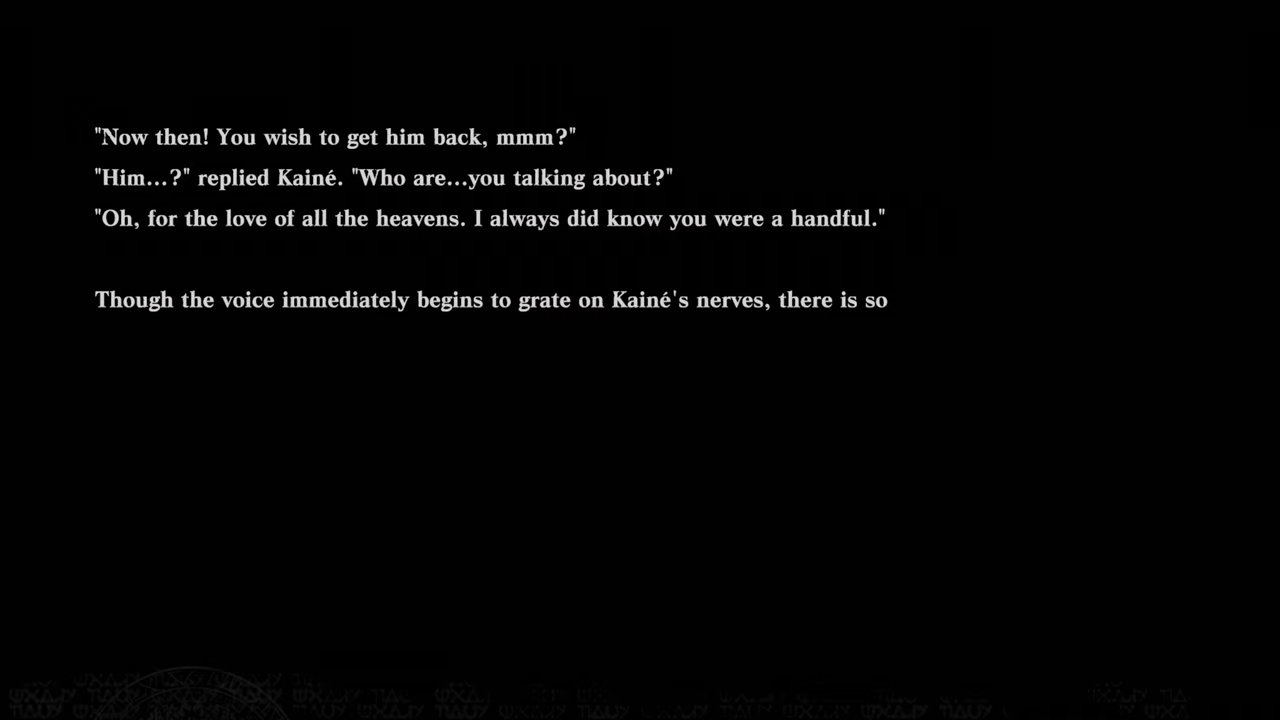 "Now then! You wish to get him back, mmm?"
"Him...?" replied Kainé. "Who are...you talking about?"
"Oh, for the love of all the heavens. I always did know you were a handful."
Though the voice immediately begins to grate on Kainé's nerves, there is so